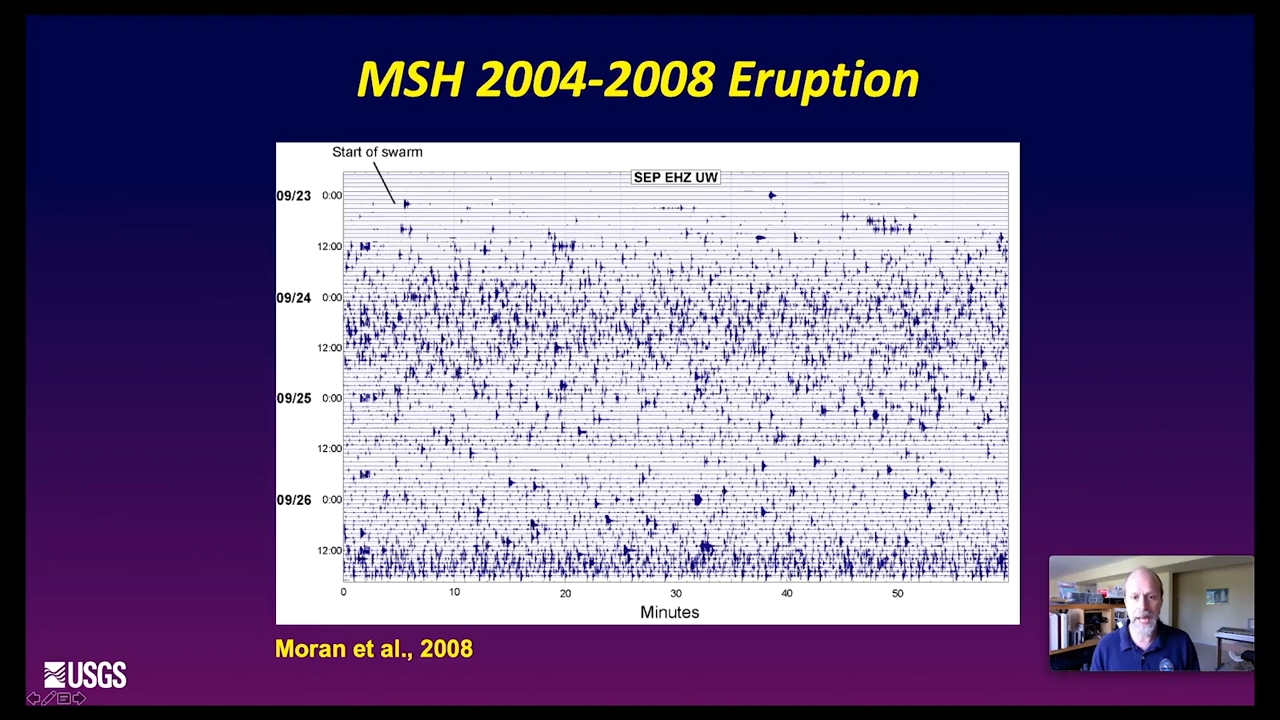 MSH 2004-2008 Eruption
Start of swarm
SEP EHZ UW
09/23 0:00
12:00
09/24 0:00
12:00
09/25 0:00
12:00
09/26 0:00
12:00
0 10 20 30 40 50
Minutes
Moran et al., 2008
USGS